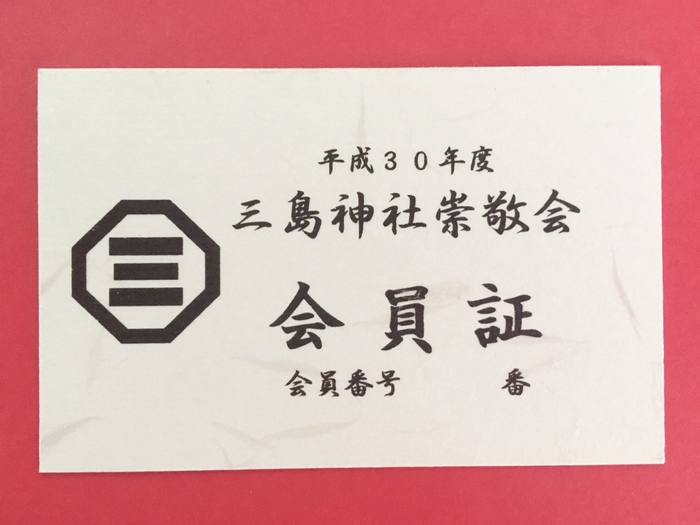 平成30年度
三島神社崇敬会
会員証
会員番号 番